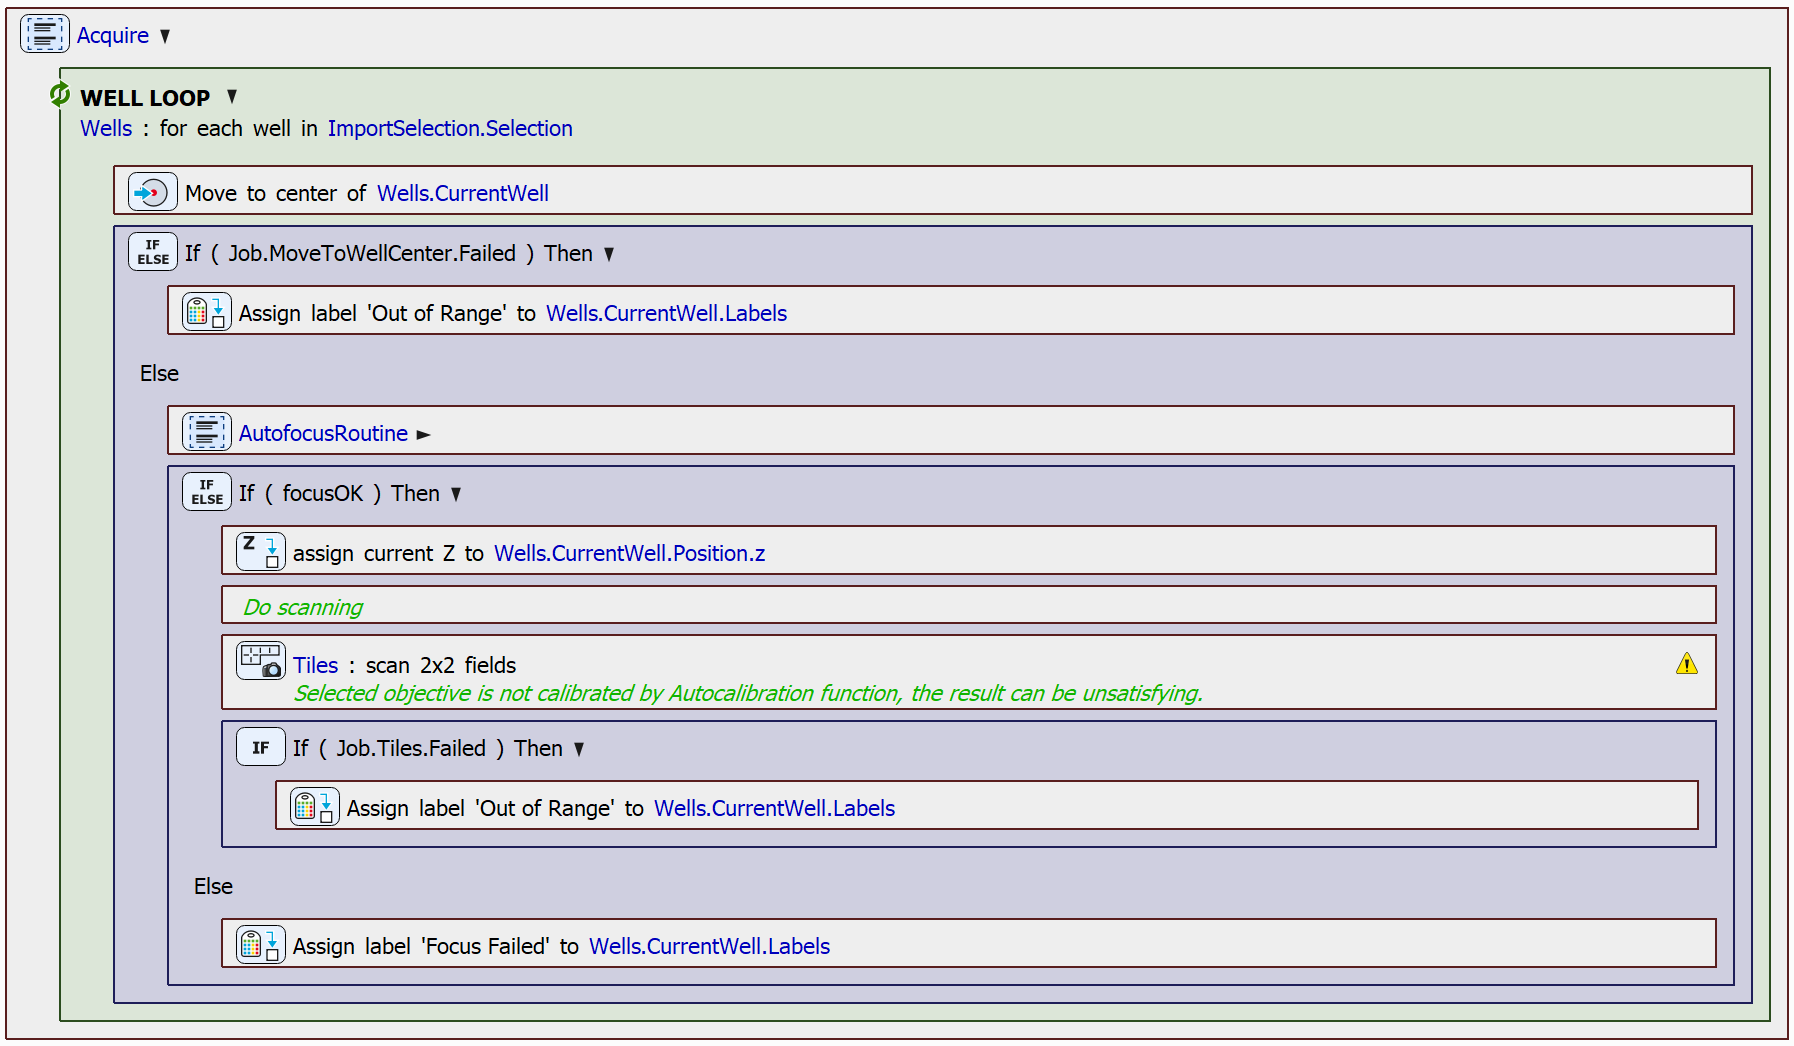 Acquire ▼
WELL LOOP ▼
Wells : for each well in ImportSelection.Selection
Move to center of Wells.CurrentWell
IF ELSE If ( Job.MoveToWellCenter.Failed ) Then ▼
Assign label 'Out of Range' to Wells.CurrentWell.Labels
Else
AutofocusRoutine ►
IF ELSE If ( focusOK ) Then ▼
Z assign current Z to Wells.CurrentWell.Position.z
Do scanning
Tiles : scan 2x2 fields
Selected objective is not calibrated by Autocalibration function, the result can be unsatisfying.
IF If ( Job.Tiles.Failed ) Then ▼
Assign label 'Out of Range' to Wells.CurrentWell.Labels
Else
Assign label 'Focus Failed' to Wells.CurrentWell.Labels